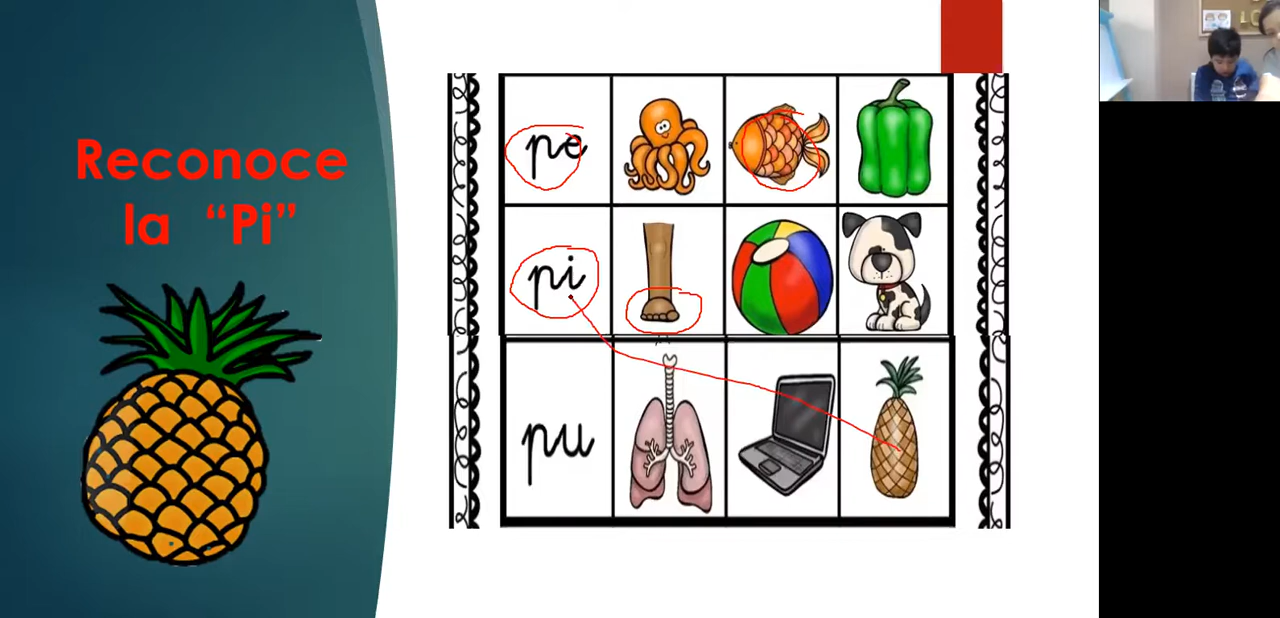 Reconoce
la “Pi”
pe
pi
pu